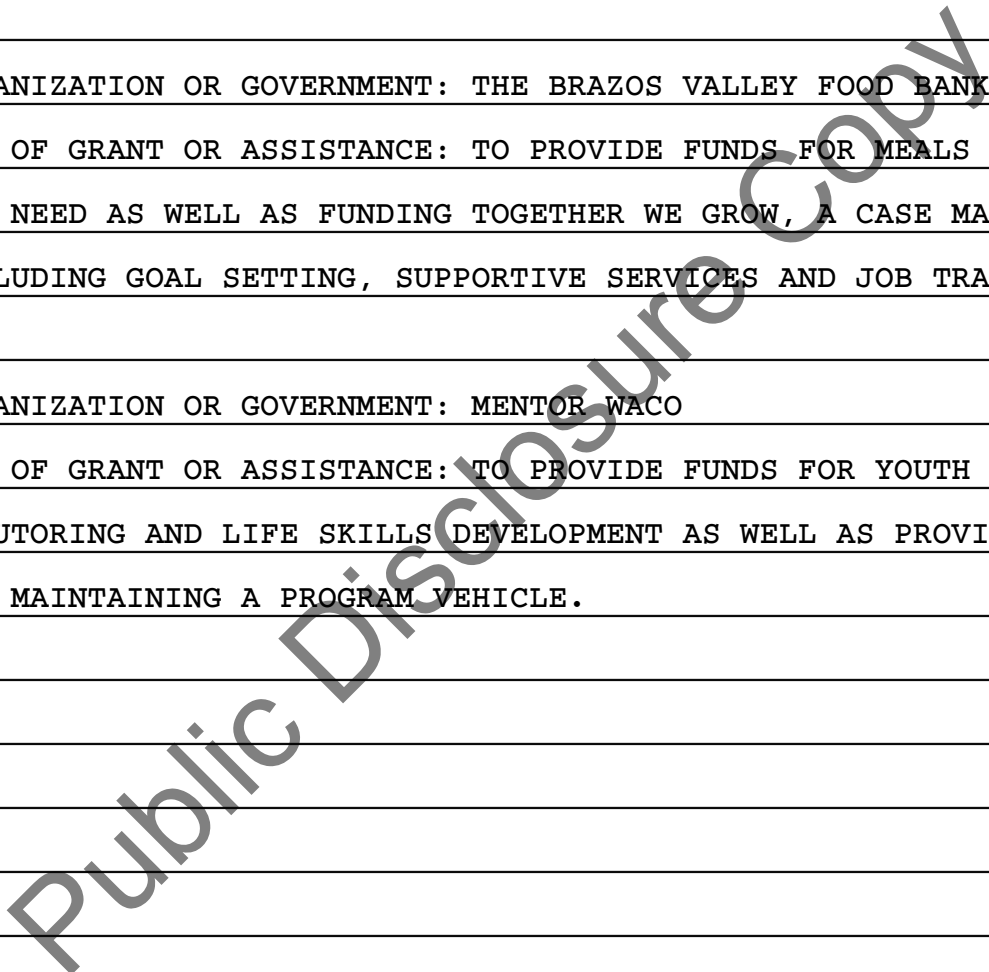 ANIZATION OR GOVERNMENT: THE BRAZOS VALLEY FOOD BANK
OF GRANT OR ASSISTANCE: TO PROVIDE FUNDS FOR MEALS
NEED AS WELL AS FUNDING TOGETHER WE GROW, A CASE MA
LUDING GOAL SETTING, SUPPORTIVE SERVICES AND JOB TRA
ANIZATION OR GOVERNMENT: MENTOR WACO
OF GRANT OR ASSISTANCE: TO PROVIDE FUNDS FOR YOUTH
UTORING AND LIFE SKILLS DEVELOPMENT AS WELL AS PROVI
MAINTAINING A PROGRAM VEHICLE.
Public Disclosure Copy